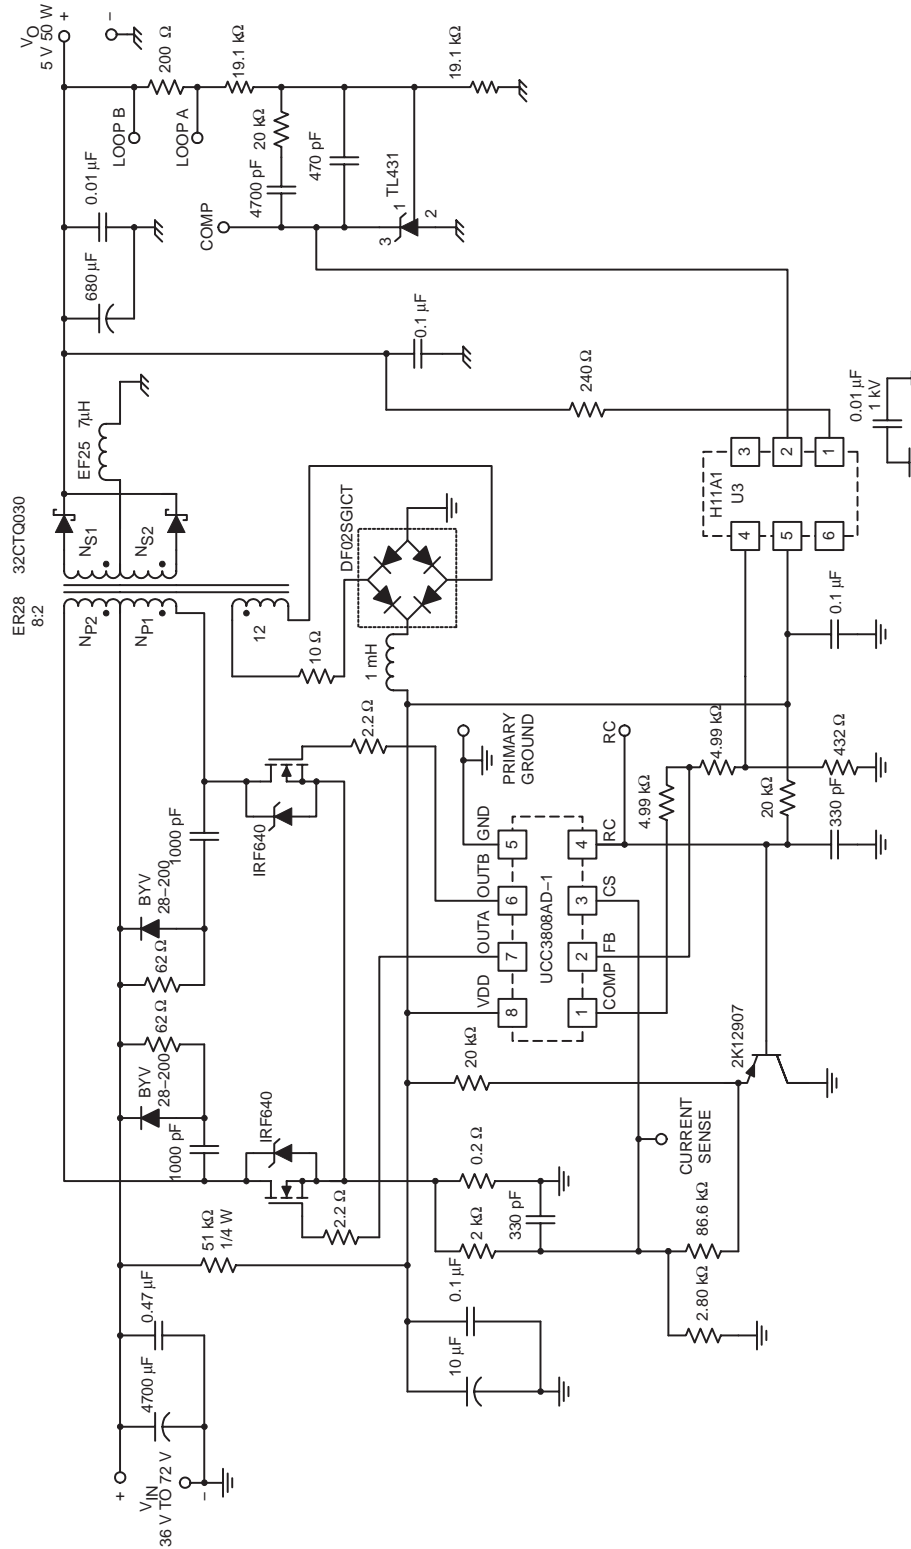 V_IN
36 V TO 72 V
+
−
4700 µF
0.47 µF
51 kΩ
1/4 W
10 µF
0.1 µF
BYV
28−200
1000 pF
62 Ω
62 Ω
BYV
28−200
1000 pF
IRF640
IRF640
2.2 Ω
2.2 Ω
2 kΩ
0.2 Ω
330 pF
2.80 kΩ
86.6 kΩ
CURRENT
SENSE
20 kΩ
2K12907
VDD
OUTA
OUTB
GND
8
7
6
5
UCC3808AD−1
1
2
3
4
COMP
FB
CS
RC
PRIMARY
GROUND
RC
4.99 kΩ
4.99 kΩ
20 kΩ
330 pF
432 Ω
0.1 µF
ER28
8:2
N_P2
N_P1
12
10 Ω
1 mH
DF02SGICT
32CTQ030
N_S1
N_S2
EF25
7µH
680 µF
0.01 µF
0.1 µF
240 Ω
H11A1
U3
4
5
6
3
2
1
0.01 µF
1 kV
V_O
5 V 50 W
+
−
LOOP B
200 Ω
LOOP A
19.1 kΩ
COMP
4700 pF
20 kΩ
470 pF
3
1
TL431
2
19.1 kΩ